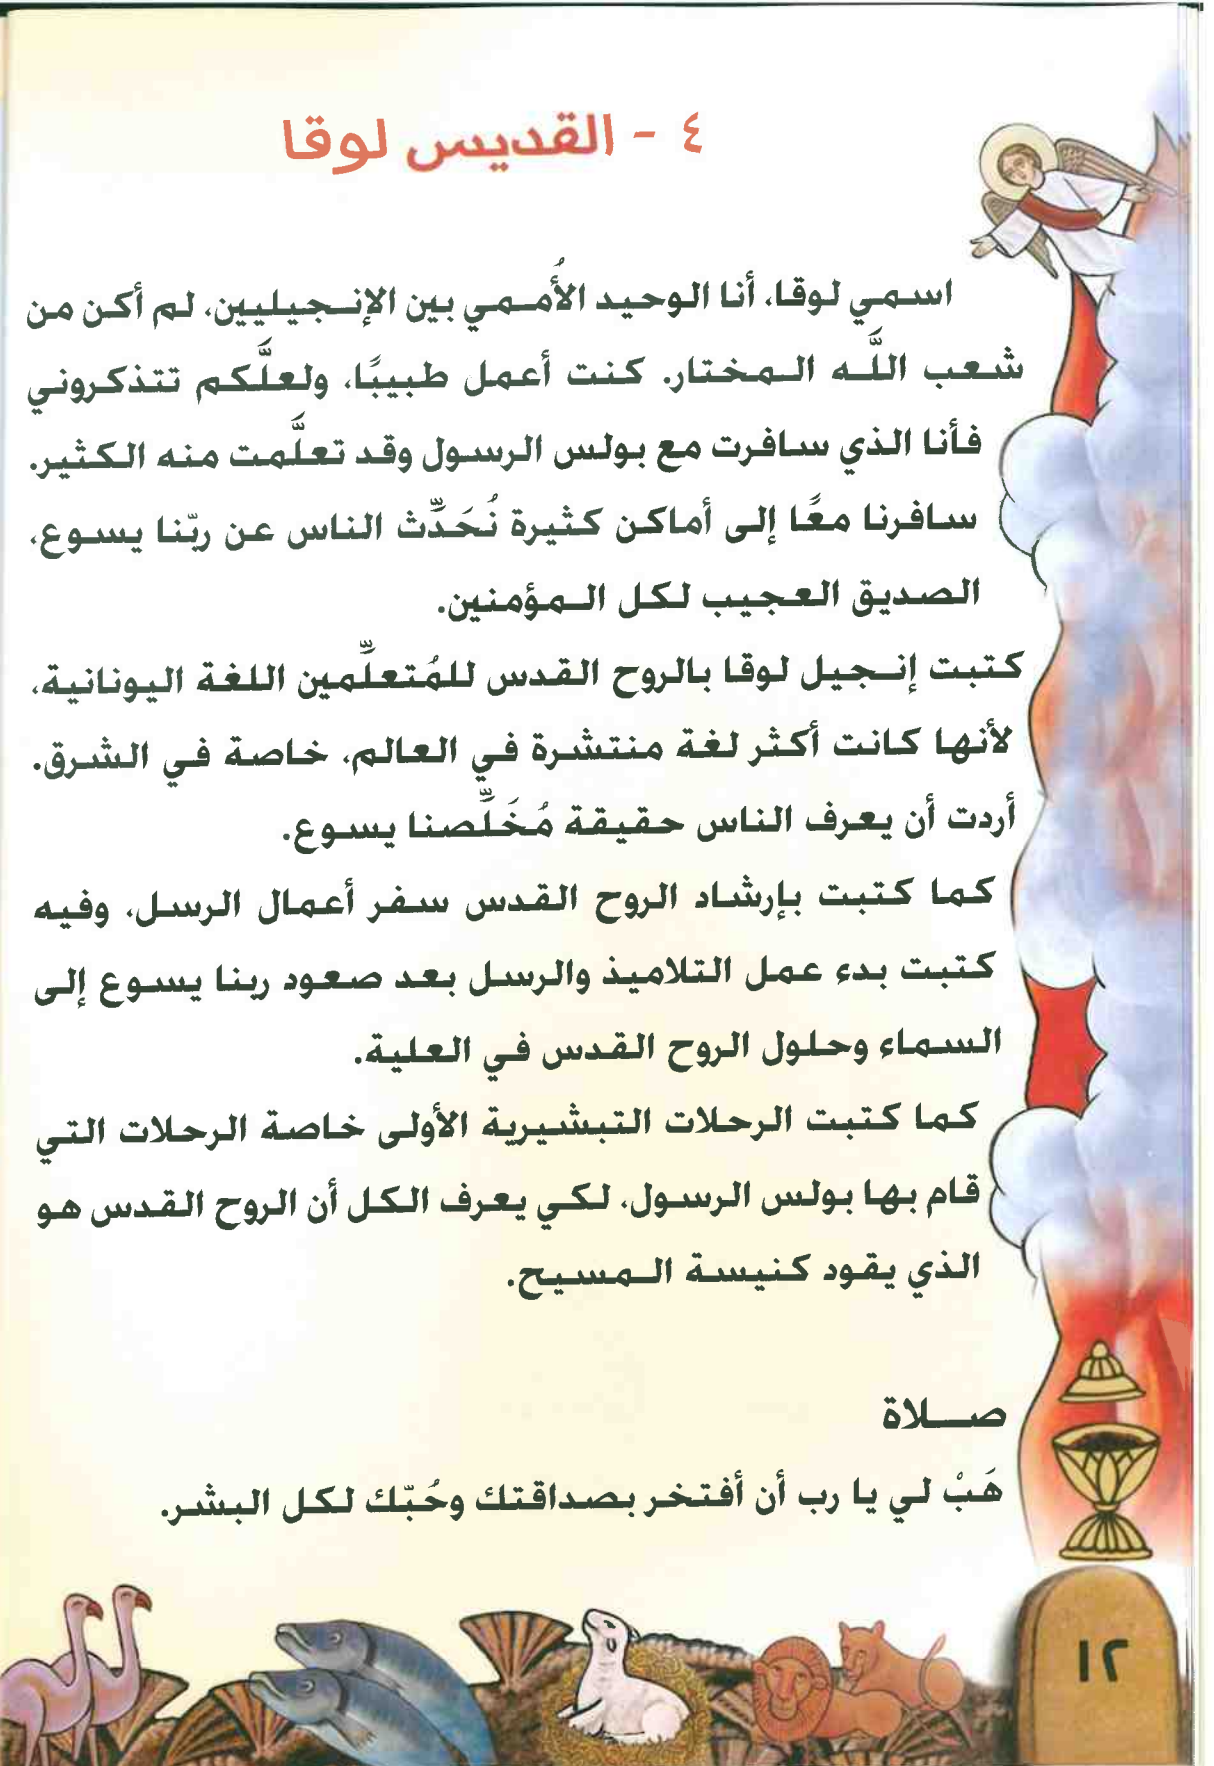 ٤ - القديس لوقا
اسمي لوقا، أنا الوحيد الأُممي بين الإنجيليين، لم أكن من
شعب اللَّه المختار. كنت أعمل طبيبًا، ولعلَّكم تتذكروني
فأنا الذي سافرت مع بولس الرسول وقد تعلَّمت منه الكثير.
سافرنا معًا إلى أماكن كثيرة نُحَدِّث الناس عن ربّنا يسوع،
الصديق العجيب لكل المؤمنين.
كتبت إنجيل لوقا بالروح القدس للمُتعلِّمين اللغة اليونانية،
لأنها كانت أكثر لغة منتشرة في العالم، خاصة في الشرق.
أردت أن يعرف الناس حقيقة مُخَلِّصنا يسوع.
كما كتبت بإرشاد الروح القدس سفر أعمال الرسل، وفيه
كتبت بدء عمل التلاميذ والرسل بعد صعود ربنا يسوع إلى
السماء وحلول الروح القدس في العلية.
كما كتبت الرحلات التبشيرية الأولى خاصة الرحلات التي
قام بها بولس الرسول، لكي يعرف الكل أن الروح القدس هو
الذي يقود كنيسة المسيح.
صلاة
هَبْ لي يا رب أن أفتخر بصداقتك وحُبّك لكل البشر.
١٢